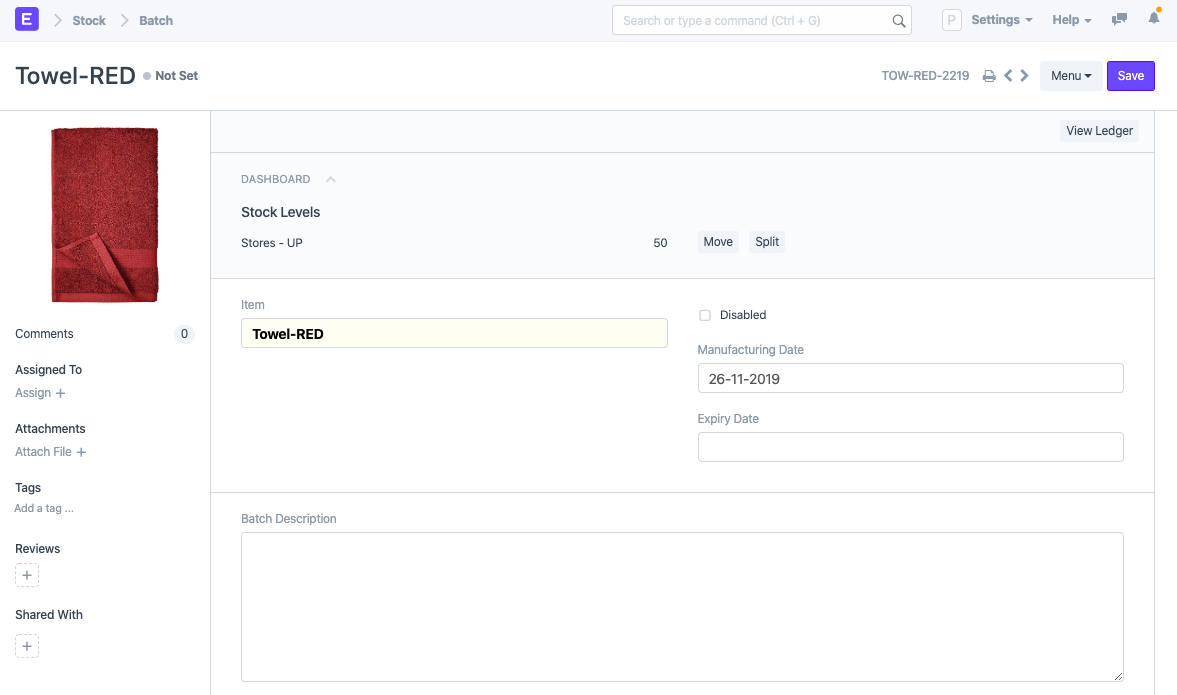 E Stock Batch Search or type a command (Ctrl + G) P Settings Help
Towel-RED Not Set TOW-RED-2219 Menu Save
View Ledger
DASHBOARD
Stock Levels
Stores - UP 50 Move Split
Item
Towel-RED
Disabled
Manufacturing Date
26-11-2019
Expiry Date
Batch Description
Comments 0
Assigned To
Assign +
Attachments
Attach File +
Tags
Add a tag ...
Reviews
+
Shared With
+